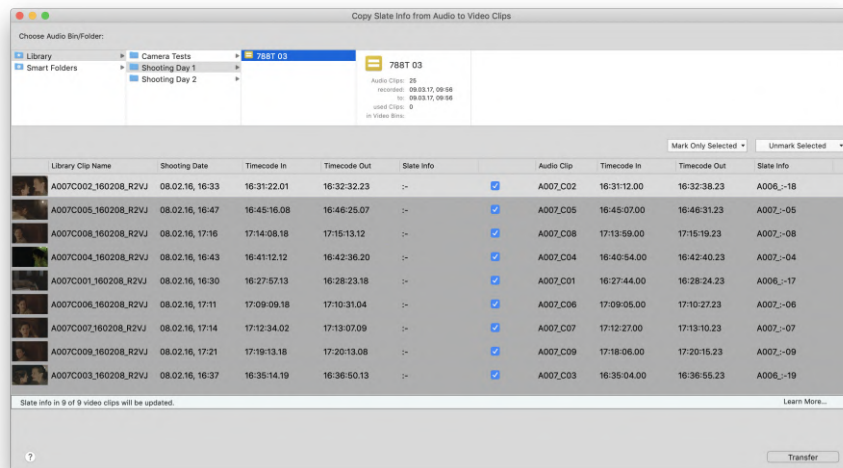 Copy Slate Info from Audio to Video Clips
Choose Audio Bin/Folder:
Library Camera Tests 788T 03
Smart Folders Shooting Day 1
Shooting Day 2
788T 03
Audio Clips: 25
recorded: 09.03.17, 09:56
to: 09.03.17, 09:56
used Clips: 0
in Video Bins:
Mark Only Selected Unmark Selected
Library Clip Name Shooting Date Timecode In Timecode Out Slate Info Audio Clip Timecode In Timecode Out Slate Info
A007C002_160208_R2VJ 08.02.16, 16:33 16:31:22.01 16:32:32.23 :- A007_C02 16:31:12.00 16:32:38.23 A006_:-18
A007C005_160208_R2VJ 08.02.16, 16:47 16:45:16.08 16:46:25.07 :- A007_C05 16:45:07.00 16:46:31.23 A007_:-05
A007C008_160208_R2VJ 08.02.16, 17:16 17:14:08.18 17:15:13.12 :- A007_C08 17:13:59.00 17:15:19.23 A007_:-08
A007C004_160208_R2VJ 08.02.16, 16:43 16:41:12.12 16:42:36.20 :- A007_C04 16:40:54.00 16:42:40.23 A007_:-04
A007C001_160208_R2VJ 08.02.16, 16:30 16:27:57.13 16:28:23.18 :- A007_C01 16:27:44.00 16:28:24.23 A006_:-17
A007C006_160208_R2VJ 08.02.16, 17:11 17:09:09.18 17:10:31.04 :- A007_C06 17:09:05.00 17:10:27.23 A007_:-06
A007C007_160208_R2VJ 08.02.16, 17:14 17:12:34.02 17:13:07.09 :- A007_C07 17:12:27.00 17:13:10.23 A007_:-07
A007C009_160208_R2VJ 08.02.16, 17:21 17:19:13.18 17:20:13.08 :- A007_C09 17:18:06.00 17:20:15.23 A007_:-09
A007C003_160208_R2VJ 08.02.16, 16:37 16:35:14.19 16:36:50.13 :- A007_C03 16:35:04.00 16:36:55.23 A006_:-19
Slate info in 9 of 9 video clips will be updated. Learn More...
? Transfer